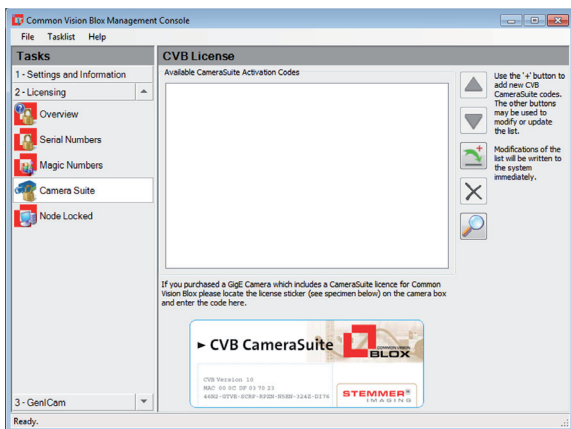 Common Vision Blox Management Console
File Tasklist Help
Tasks
1 - Settings and Information
2 - Licensing
Overview
Serial Numbers
Magic Numbers
Camera Suite
Node Locked
3 - GenICam
CVB License
Available CameraSuite Activation Codes
Use the '+' button to
add new CVB
CameraSuite codes.
The other buttons
may be used to
modify or update
the list.
Modifications of the
list will be written to
the system
immediately.
If you purchased a GigE Camera which includes a CameraSuite licence for Common
Vision Blox please locate the license sticker (see specimen below) on the camera box
and enter the code here.
► CVB CameraSuite
COMMON VISION
BLOX
CVB Version 10
MAC 00 0C DF 03 70 23
STEMMER®
IMAGING
Ready.